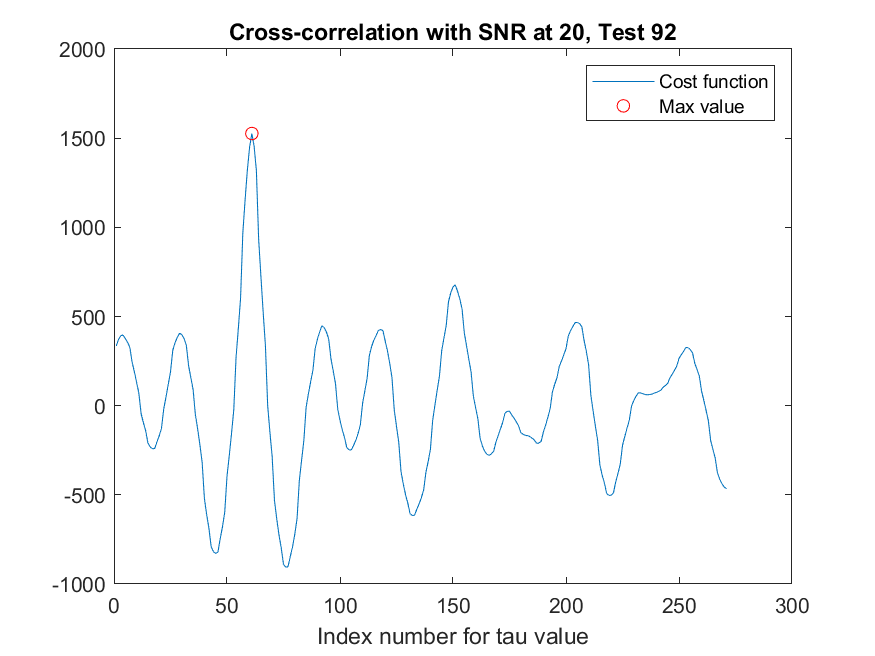 Cross-correlation with SNR at 20, Test 92
2000
1500
1000
500
0
-500
-1000
Cost function
Max value
0 50 100 150 200 250 300
Index number for tau value